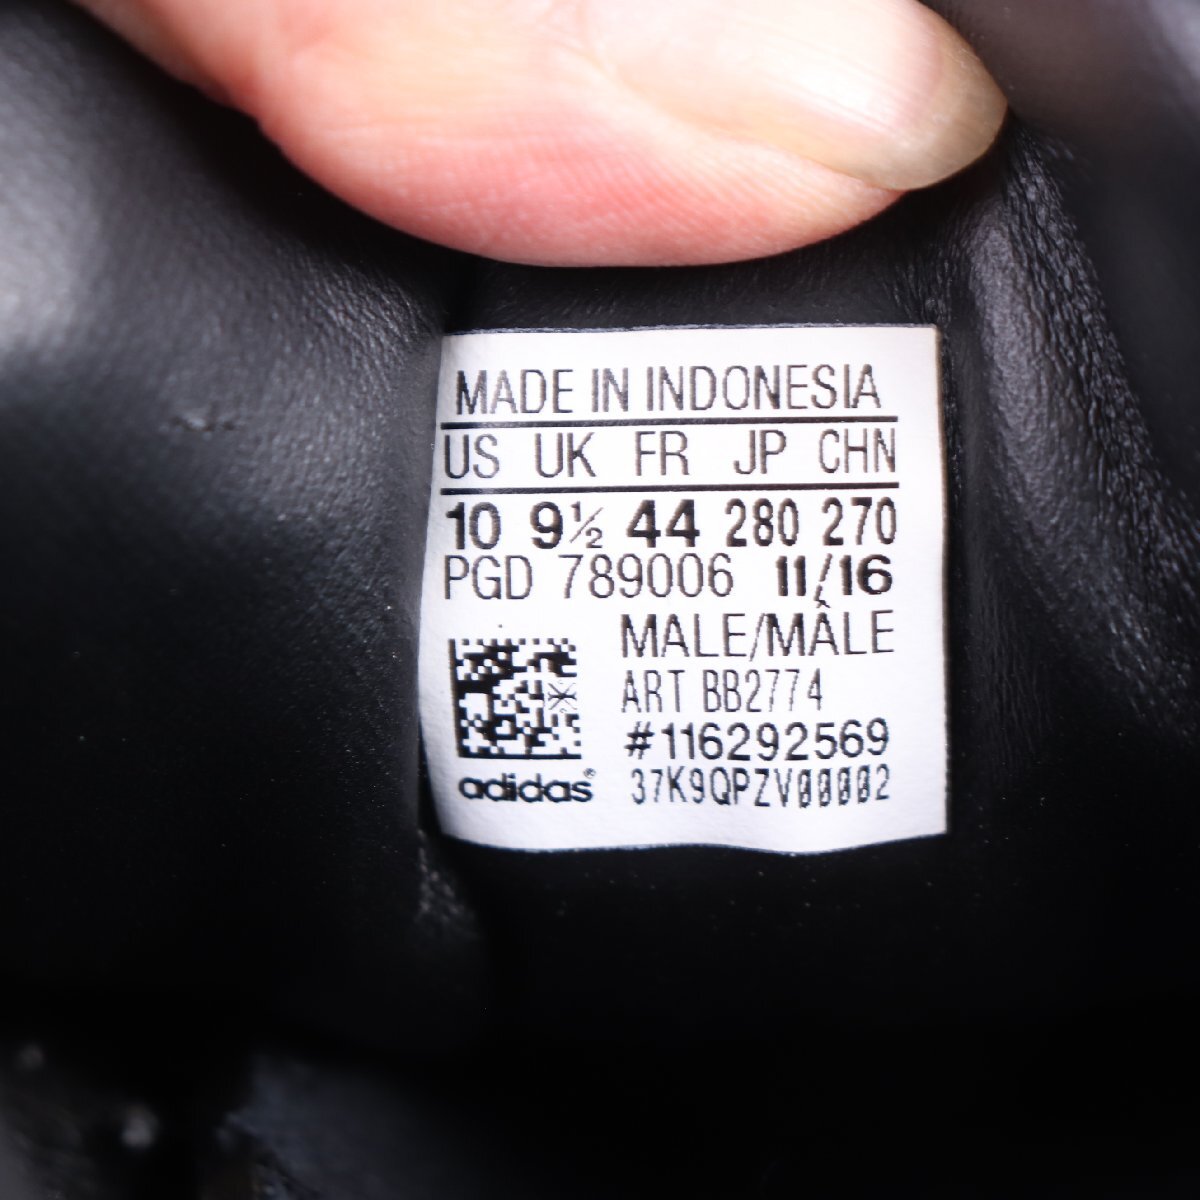 MADE IN INDONESIA
US UK FR JP CHN
10 9½ 44 280 270
PGD 789006 11/16
MALE/MÂLE
ART BB2774
#116292569
adidas® 37K9QPZV00002